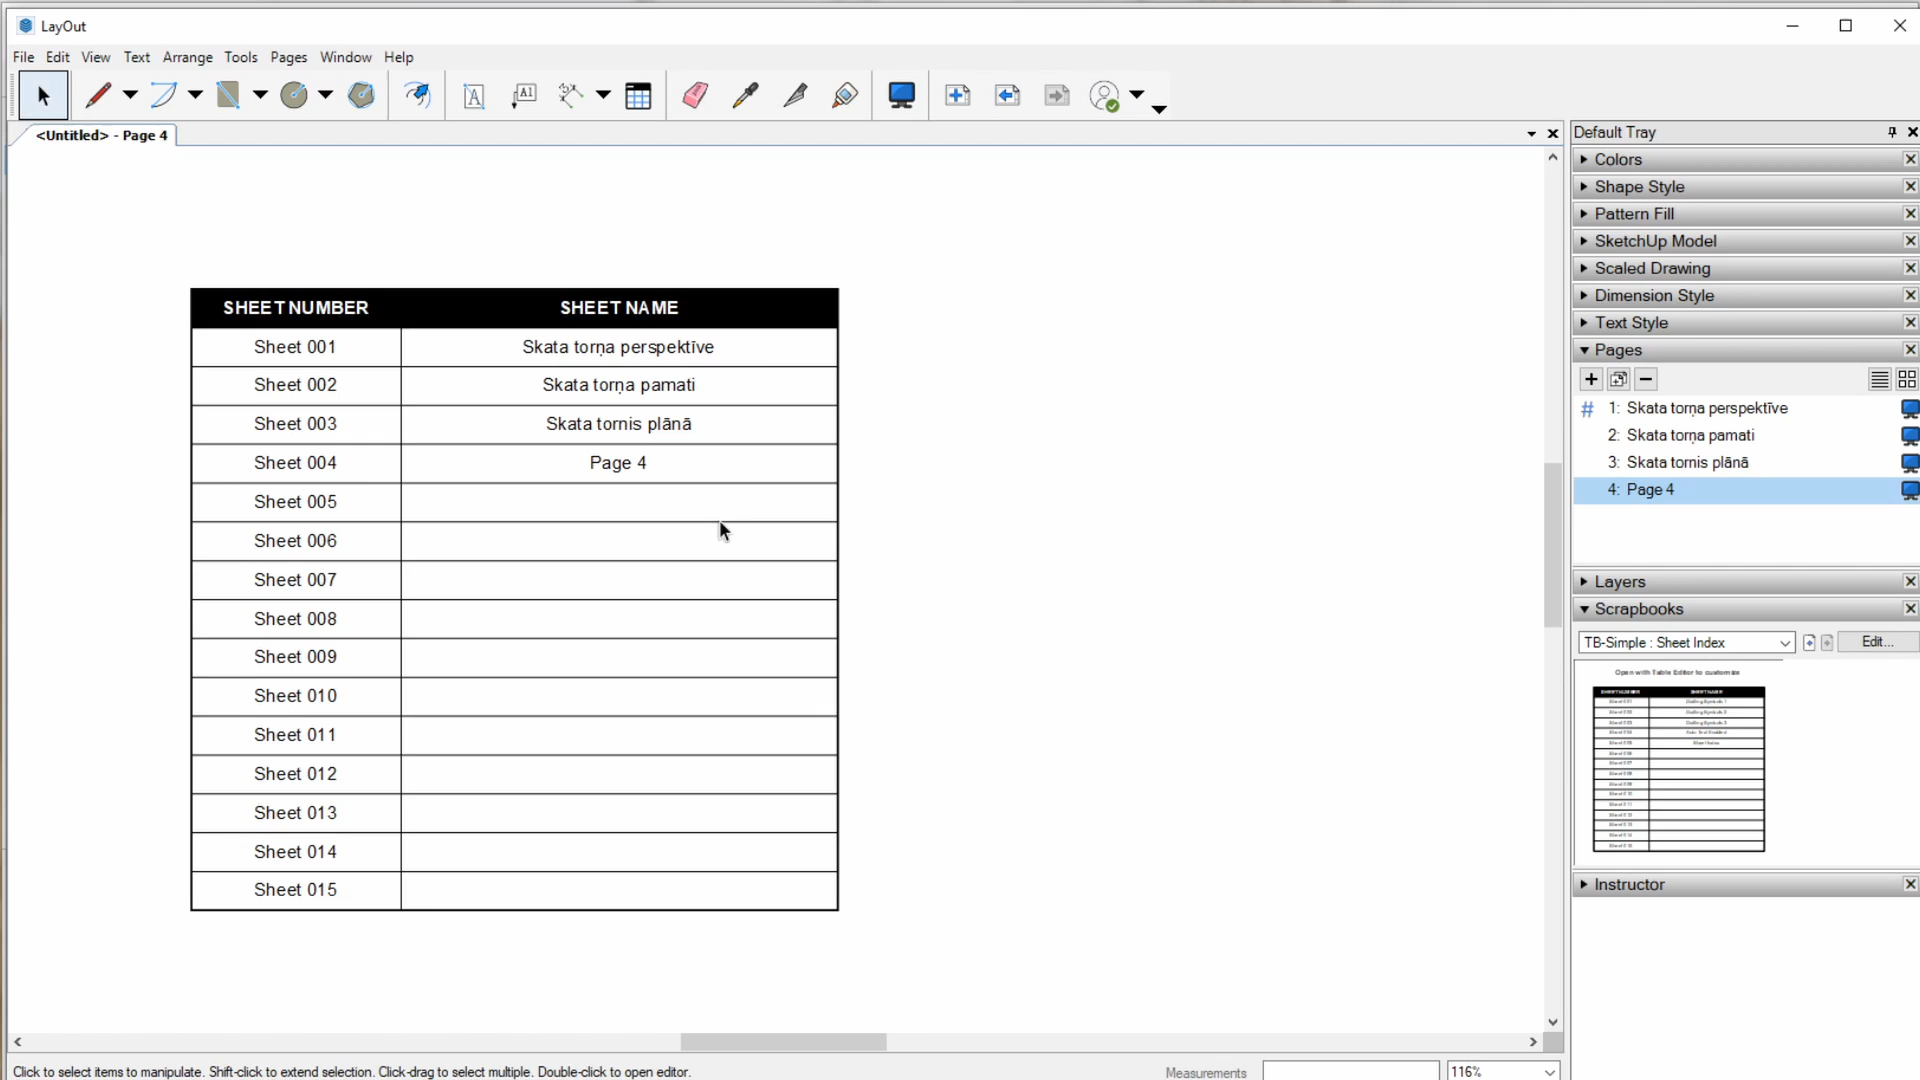 LayOut
File Edit View Text Arrange Tools Pages Window Help
<Untitled> - Page 4
SHEET NUMBER SHEET NAME
Sheet 001 Skata torņa perspektīve
Sheet 002 Skata torņa pamati
Sheet 003 Skata tornis plānā
Sheet 004 Page 4
Sheet 005
Sheet 006
Sheet 007
Sheet 008
Sheet 009
Sheet 010
Sheet 011
Sheet 012
Sheet 013
Sheet 014
Sheet 015
Default Tray
Colors
Shape Style
Pattern Fill
SketchUp Model
Scaled Drawing
Dimension Style
Text Style
Pages
# 1: Skata torņa perspektīve
2: Skata torņa pamati
3: Skata tornis plānā
4: Page 4
Layers
Scrapbooks
TB-Simple : Sheet Index Edit...
Open with Table Editor to customize
SHEET NUMBER SHEET NAME
Instructor
Click to select items to manipulate. Shift-click to extend selection. Click-drag to select multiple. Double-click to open editor.
Measurements 116%